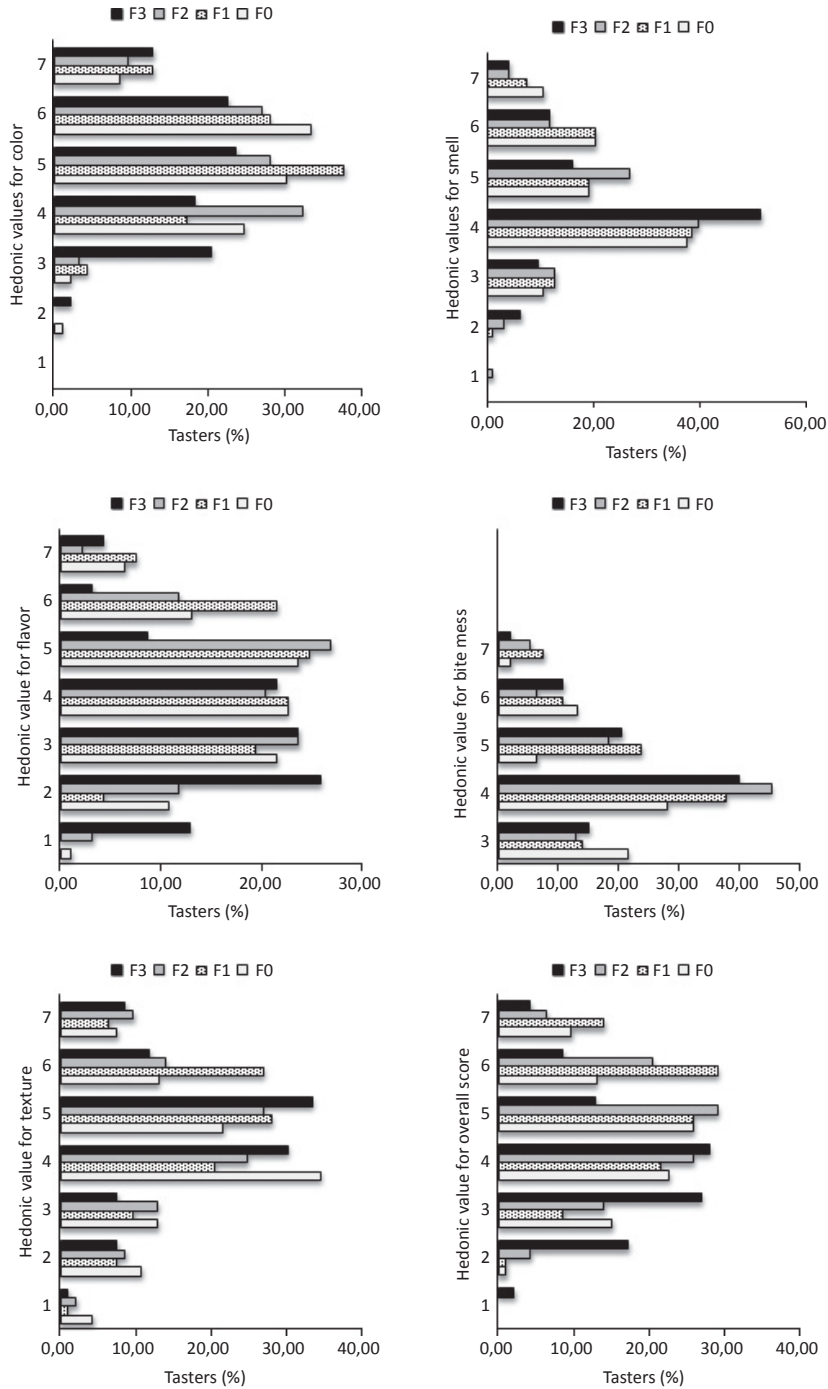 F3 F2 F1 F0
Hedonic values for color
7
6
5
4
3
2
1
0,00 10,00 20,00 30,00 40,00
Tasters (%)
F3 F2 F1 F0
Hedonic values for smell
7
6
5
4
3
2
1
0,00 20,00 40,00 60,00
Tasters (%)
F3 F2 F1 F0
Hedonic value for flavor
7
6
5
4
3
2
1
0,00 10,00 20,00 30,00
Tasters (%)
F3 F2 F1 F0
Hedonic value for bite mess
7
6
5
4
3
0,00 10,00 20,00 30,00 40,00 50,00
Tasters (%)
F3 F2 F1 F0
Hedonic value for texture
7
6
5
4
3
2
1
0,00 10,00 20,00 30,00 40,00
Tasters (%)
F3 F2 F1 F0
Hedonic value for overall score
7
6
5
4
3
2
1
0,00 10,00 20,00 30,00 40,00
Tasters (%)